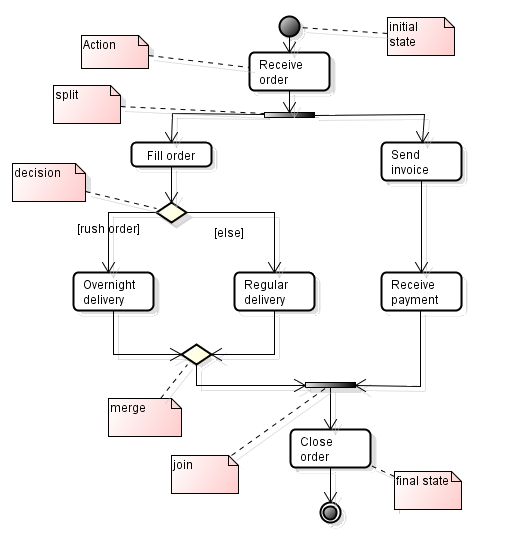 initial
state
Action
Receive
order
split
Fill order
Send
invoice
decision
[rush order]
[else]
Overnight
delivery
Regular
delivery
Receive
payment
merge
join
Close
order
final state